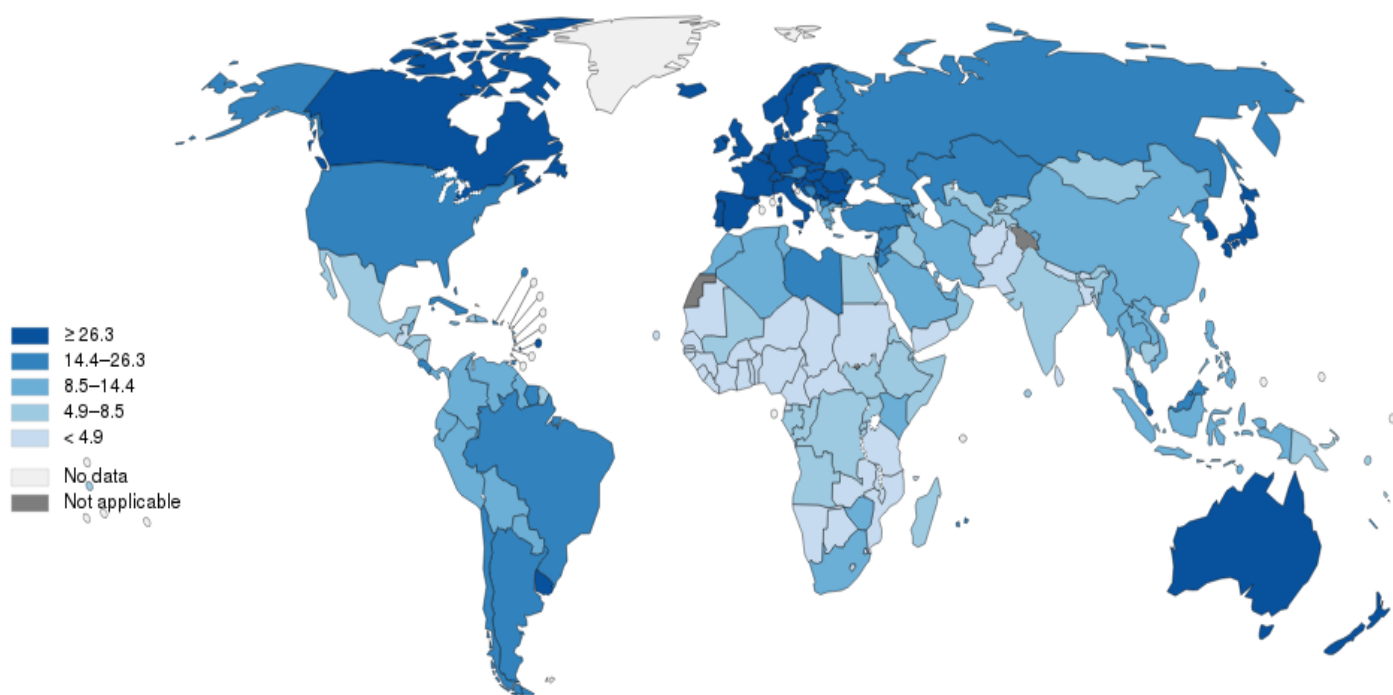 ≥ 26.3
14.4–26.3
8.5–14.4
4.9–8.5
< 4.9
No data
Not applicable